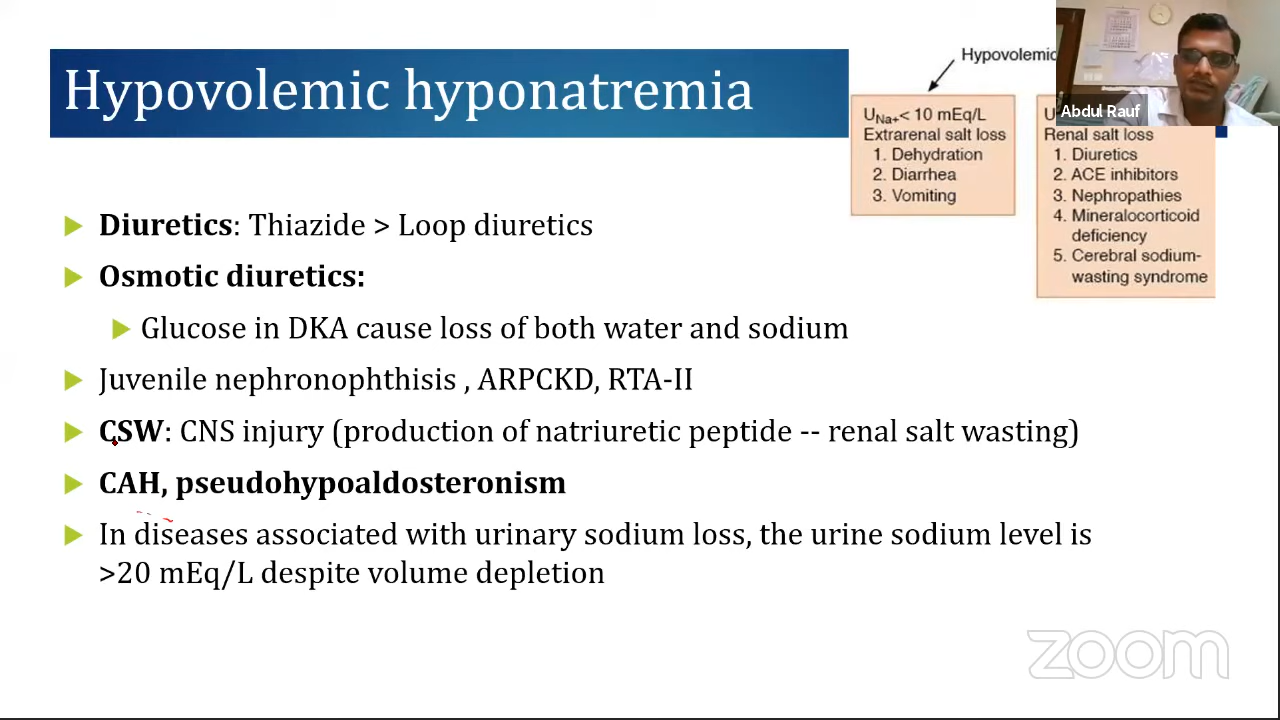 Hypovolemic hyponatremia
Hypovolemic
U_Na+< 10 mEq/L
Extrarenal salt loss
1. Dehydration
2. Diarrhea
3. Vomiting
U
Renal salt loss
1. Diuretics
2. ACE inhibitors
3. Nephropathies
4. Mineralocorticoid
deficiency
5. Cerebral sodium-
wasting syndrome
Abdul Rauf
Diuretics: Thiazide > Loop diuretics
Osmotic diuretics:
Glucose in DKA cause loss of both water and sodium
Juvenile nephronophthisis , ARPCKD, RTA-II
CSW: CNS injury (production of natriuretic peptide -- renal salt wasting)
CAH, pseudohypoaldosteronism
In diseases associated with urinary sodium loss, the urine sodium level is
>20 mEq/L despite volume depletion
zoom